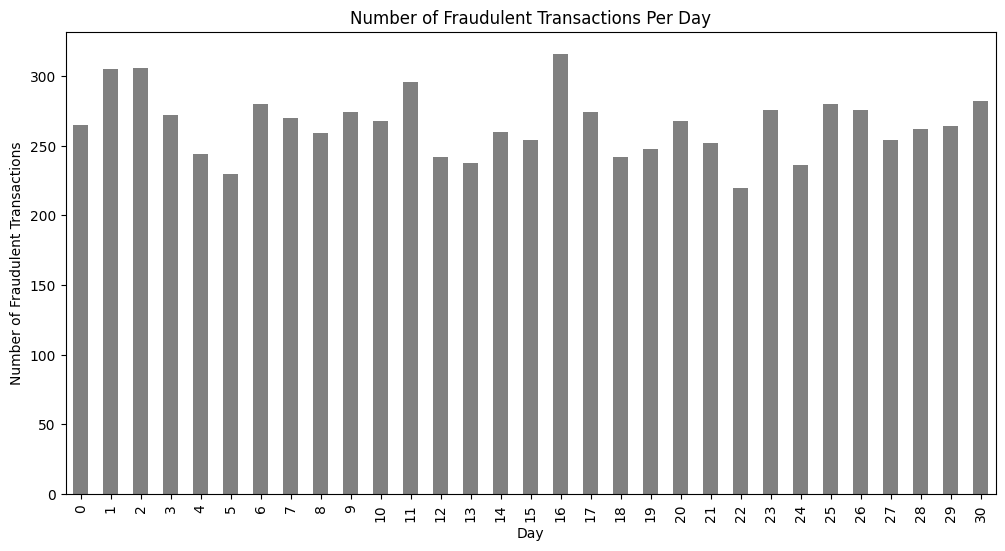 Number of Fraudulent Transactions Per Day
Number of Fraudulent Transactions
300
250
200
150
100
50
0
0 1 2 3 4 5 6 7 8 9 10 11 12 13 14 15 16 17 18 19 20 21 22 23 24 25 26 27 28 29 30
Day